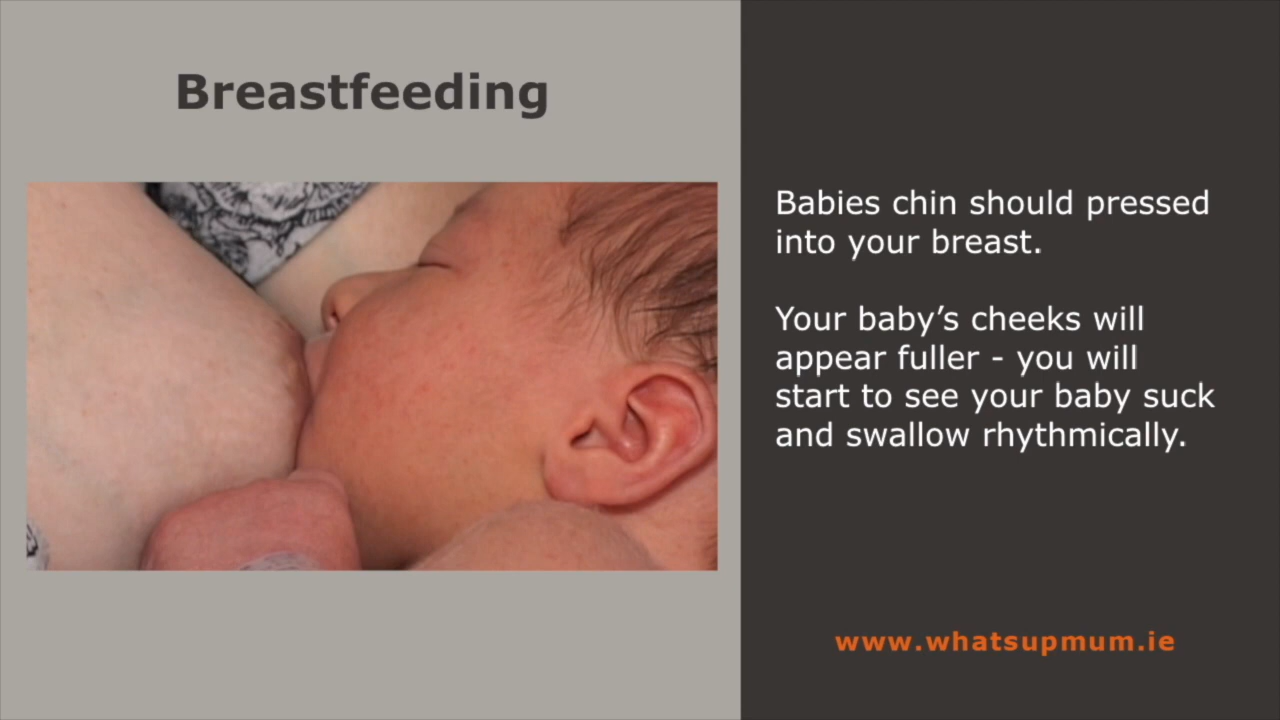 Breastfeeding
Babies chin should pressed
into your breast.
Your baby’s cheeks will
appear fuller - you will
start to see your baby suck
and swallow rhythmically.
www.whatsupmum.ie